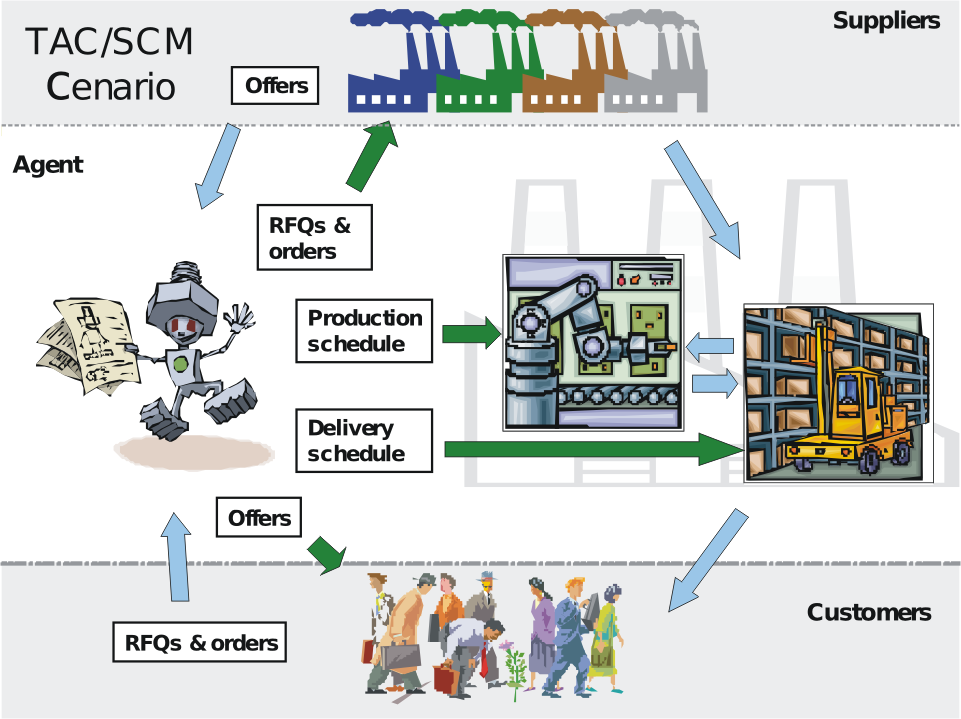 TAC/SCM
Cenario
Suppliers
Offers
Agent
RFQs &
orders
Production
schedule
Delivery
schedule
Offers
Customers
RFQs & orders